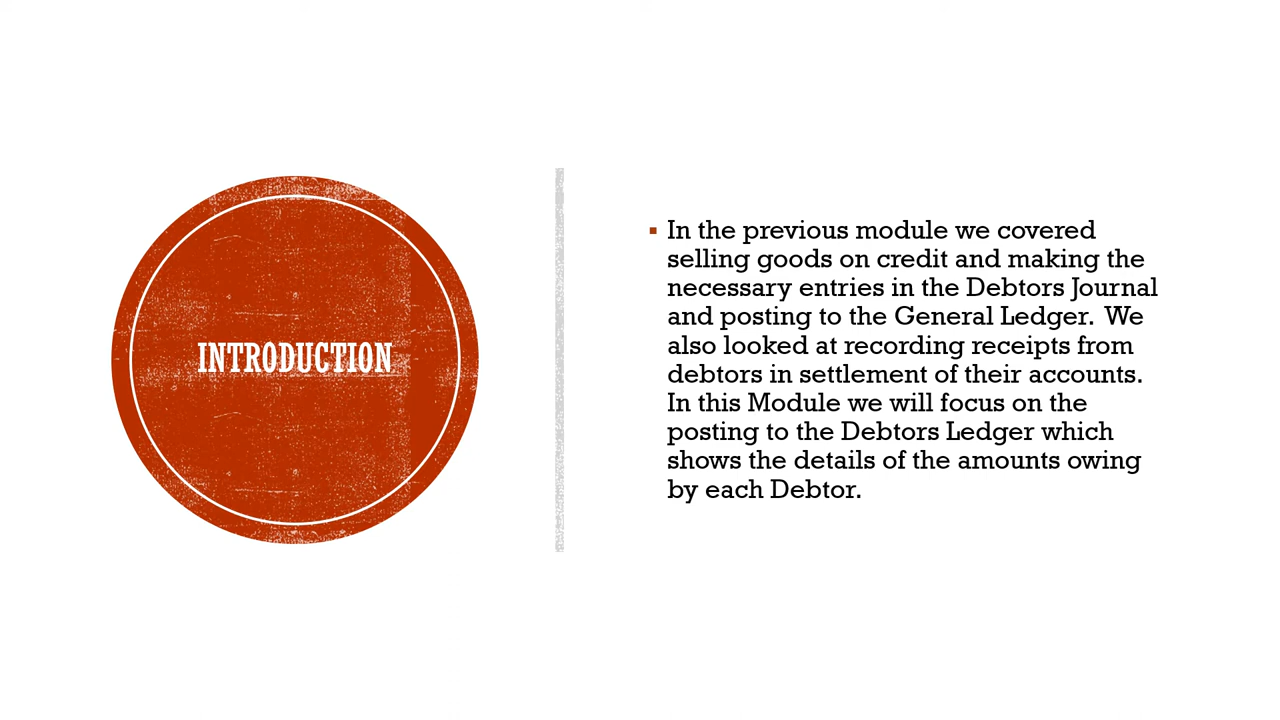 INTRODUCTION
▪ In the previous module we covered
selling goods on credit and making the
necessary entries in the Debtors Journal
and posting to the General Ledger.  We
also looked at recording receipts from
debtors in settlement of their accounts.
In this Module we will focus on the
posting to the Debtors Ledger which
shows the details of the amounts owing
by each Debtor.